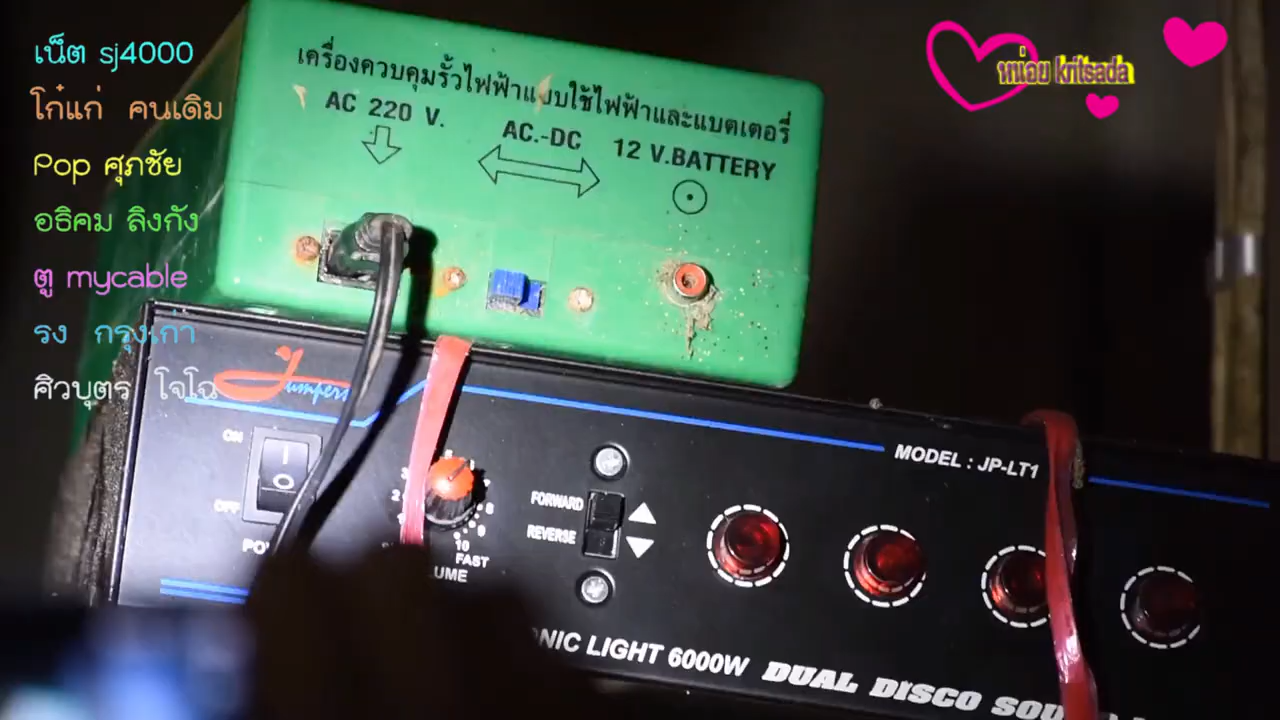 เน็ต sj4000
โก๋แก่ คนเดิม
Pop ศุภชัย
อธิคม ลิงกัง
ตู mycable
รง กรุงเก่า
ศิวบุตร โจโฉ
หน่อย kritsada
เครื่องควบคุมรั้วไฟฟ้าแบบใช้ไฟฟ้าและแบตเตอรี่
AC 220 V.
AC.-DC
12 V.BATTERY
Jumpers
MODEL : JP-LT1
ON
I
O
OFF
FORWARD
REVERSE
2
8
9
10
FAST
LIGHT 6000W DUAL DISCO